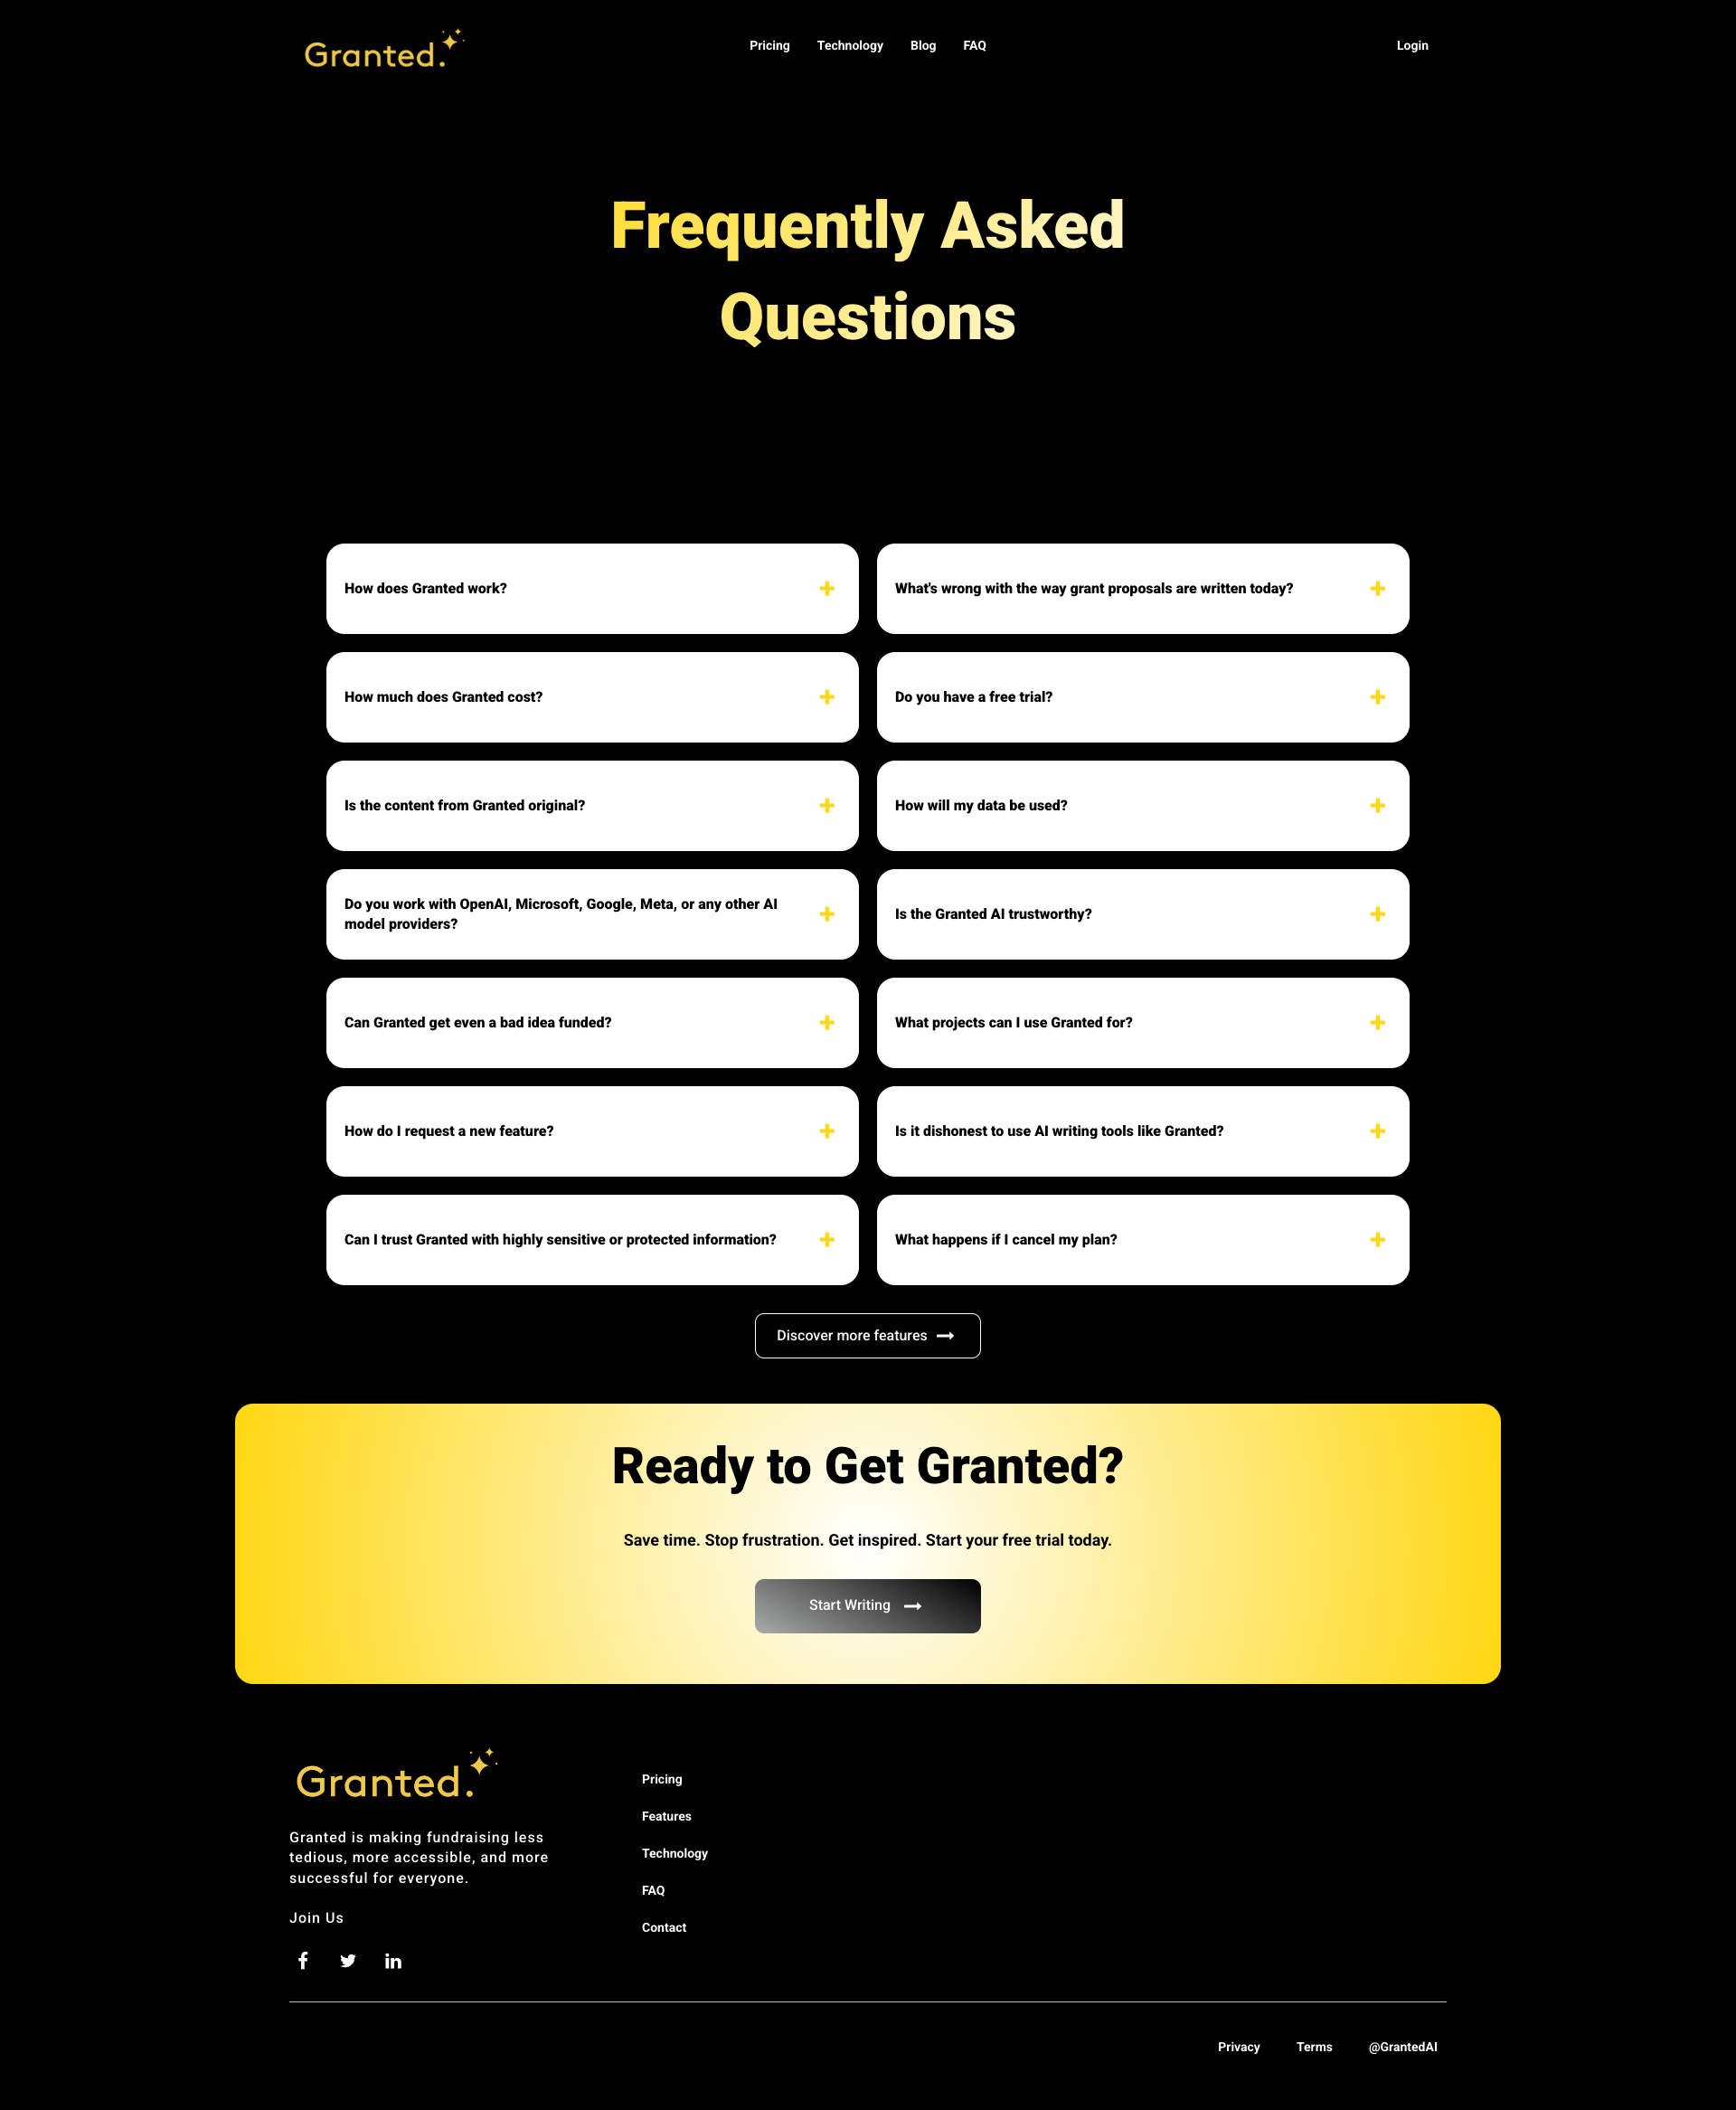 Granted.
Pricing Technology Blog FAQ
Login
Frequently Asked
Questions
How does Granted work?
What's wrong with the way grant proposals are written today?
How much does Granted cost?
Do you have a free trial?
Is the content from Granted original?
How will my data be used?
Do you work with OpenAI, Microsoft, Google, Meta, or any other AI
model providers?
Is the Granted AI trustworthy?
Can Granted get even a bad idea funded?
What projects can I use Granted for?
How do I request a new feature?
Is it dishonest to use AI writing tools like Granted?
Can I trust Granted with highly sensitive or protected information?
What happens if I cancel my plan?
Discover more features
Ready to Get Granted?
Save time. Stop frustration. Get inspired. Start your free trial today.
Start Writing
Granted.
Granted is making fundraising less
tedious, more accessible, and more
successful for everyone.
Join Us
Pricing
Features
Technology
FAQ
Contact
Privacy Terms @GrantedAI